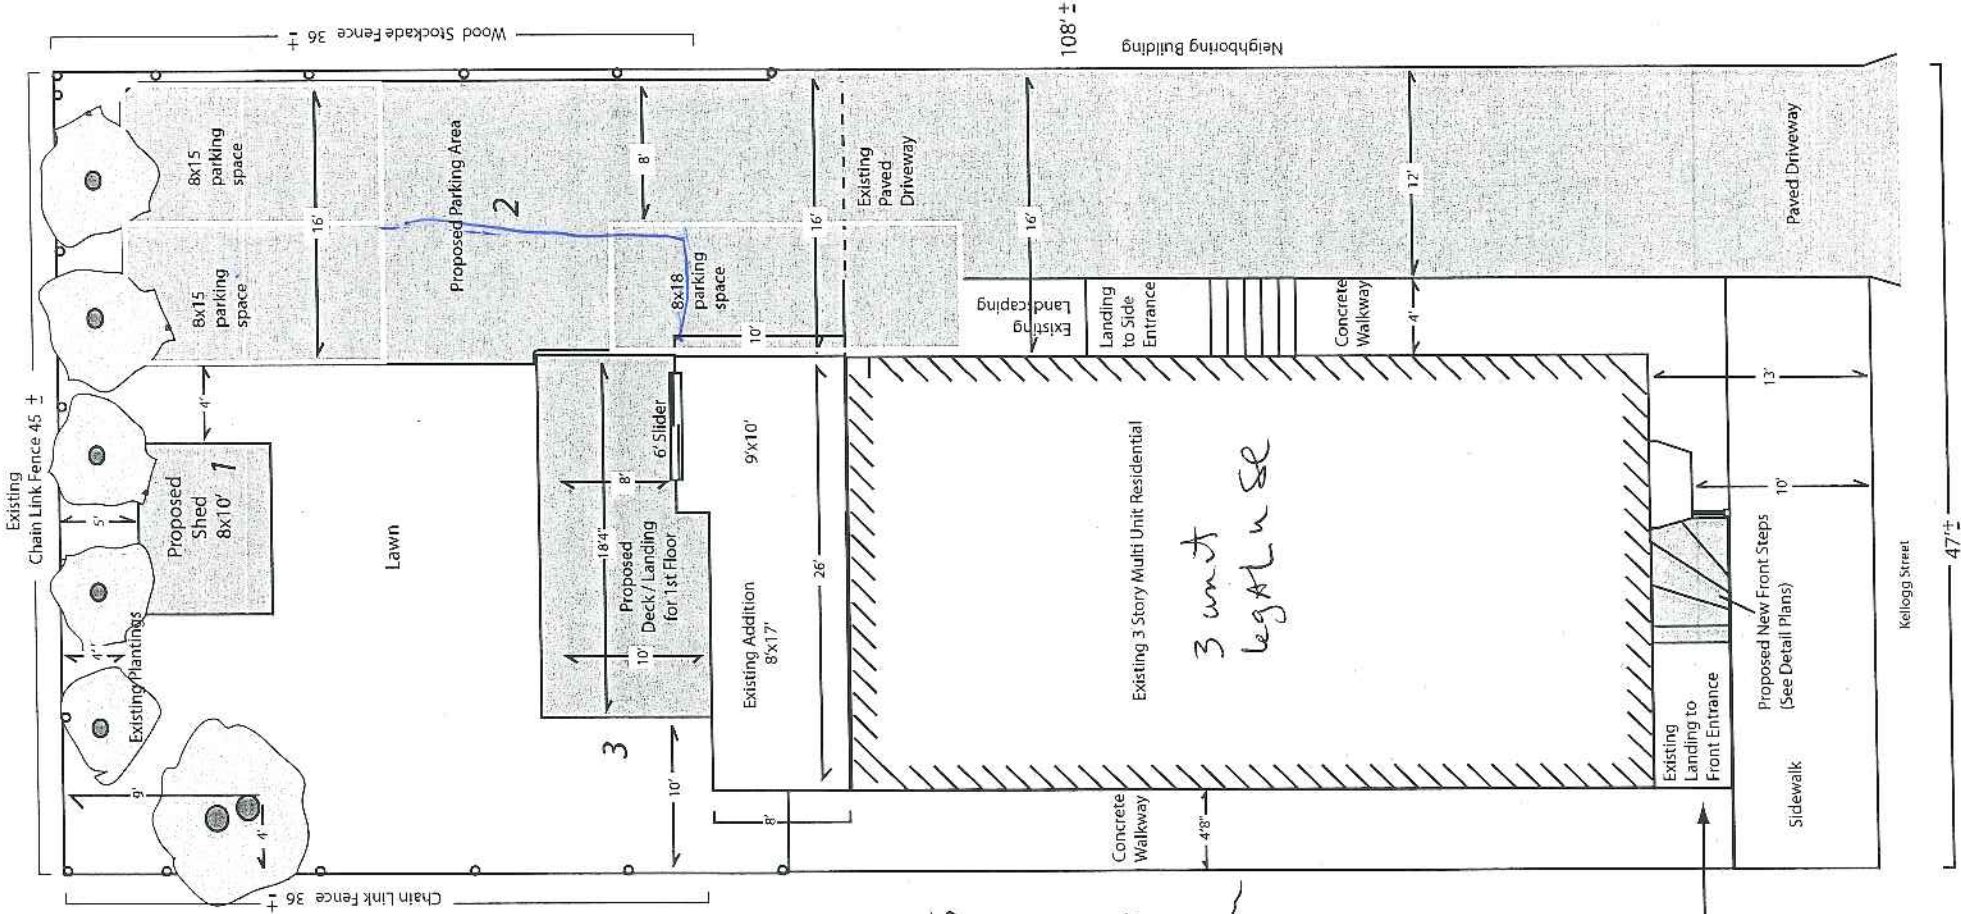 Existing
Chain Link Fence 45 ±
Wood Stockade Fence 36 ±
Chain Link Fence 36 ±
108' ±
Neighboring Building
8x15
parking
space
8x15
parking
space
16'
Proposed Parking Area
2
8'
8x18
parking
space
16'
10'
Existing
Paved
Driveway
16'
12'
Paved Driveway
Existing
Landscaping
Landing
to Side
Entrance
Concrete
Walkway
4'
4'
Proposed
Shed
8x10'
1
5'
4'
Existing Plantings
9'
4'
Lawn
18'4"
8'
6' Slider
Proposed
Deck / Landing
for 1st Floor
10'
3
10'
9'x10'
Existing Addition
8'x17'
26'
8'
Existing 3 Story Multi Unit Residential
3 unit
legal use
Concrete
Walkway
4'8"
13'
10'
Proposed New Front Steps
(See Detail Plans)
Existing
Landing to
Front Entrance
Sidewalk
Kellogg Street
47' ±